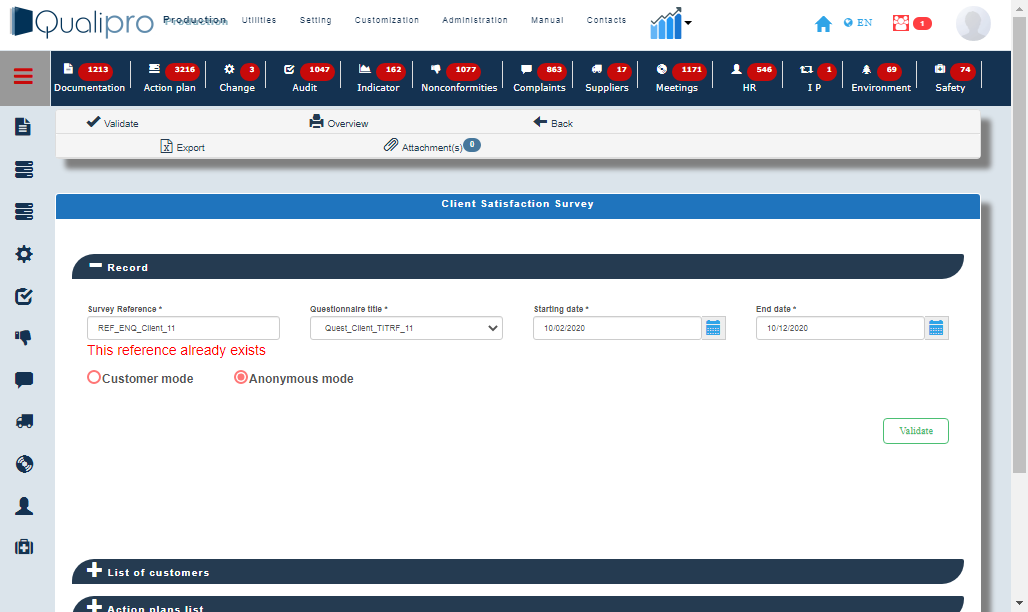 Qualipro
Production Utilities Setting Customization Administration Manual Contacts
EN
1
1213 3216 3 1047 162 1077 863 17 1171 546 1 69 74
Documentation Action plan Change Audit Indicator Nonconformities Complaints Suppliers Meetings HR I P Environment Safety
Validate Overview Back
Export Attachment(s) 0
Client Satisfaction Survey
Record
Survey Reference * Questionnaire title * Starting date * End date *
REF_ENQ_Client_11 Quest_Client_TITRF_11 10/02/2020 10/12/2020
This reference already exists
Customer mode Anonymous mode
Validate
List of customers
Action plans list